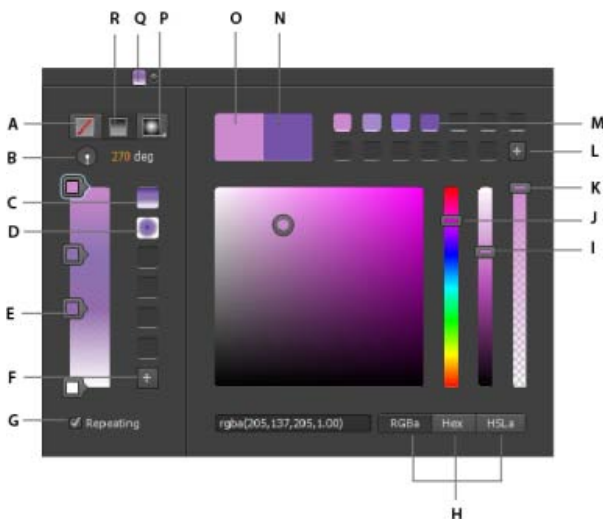 R Q P O N
A
B
270 deg
C
D
E
F
G
Repeating
M
L
K
J
I
rgba(205,137,205,1.00)
RGBa Hex HSLa
H